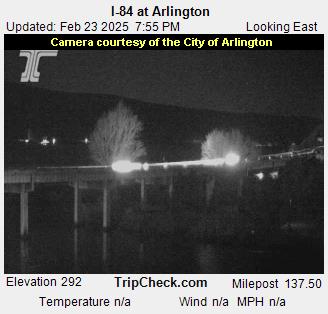 I-84 at Arlington
Updated: Feb 23 2025 7:55 PM Looking East
Camera courtesy of the City of Arlington
Elevation 292 TripCheck.com Milepost 137.50
Temperature n/a Wind n/a MPH n/a